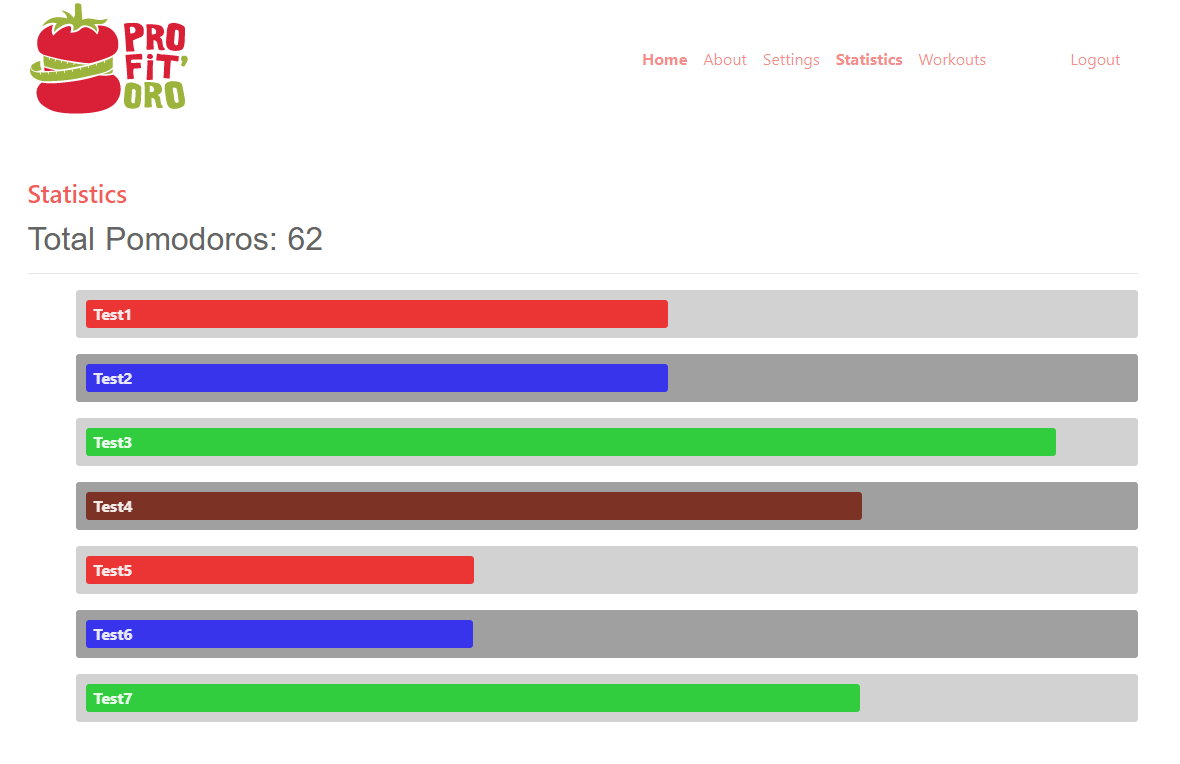 PRO
FiT'
ORO
Home About Settings Statistics Workouts Logout
Statistics
Total Pomodoros: 62
Test1
Test2
Test3
Test4
Test5
Test6
Test7